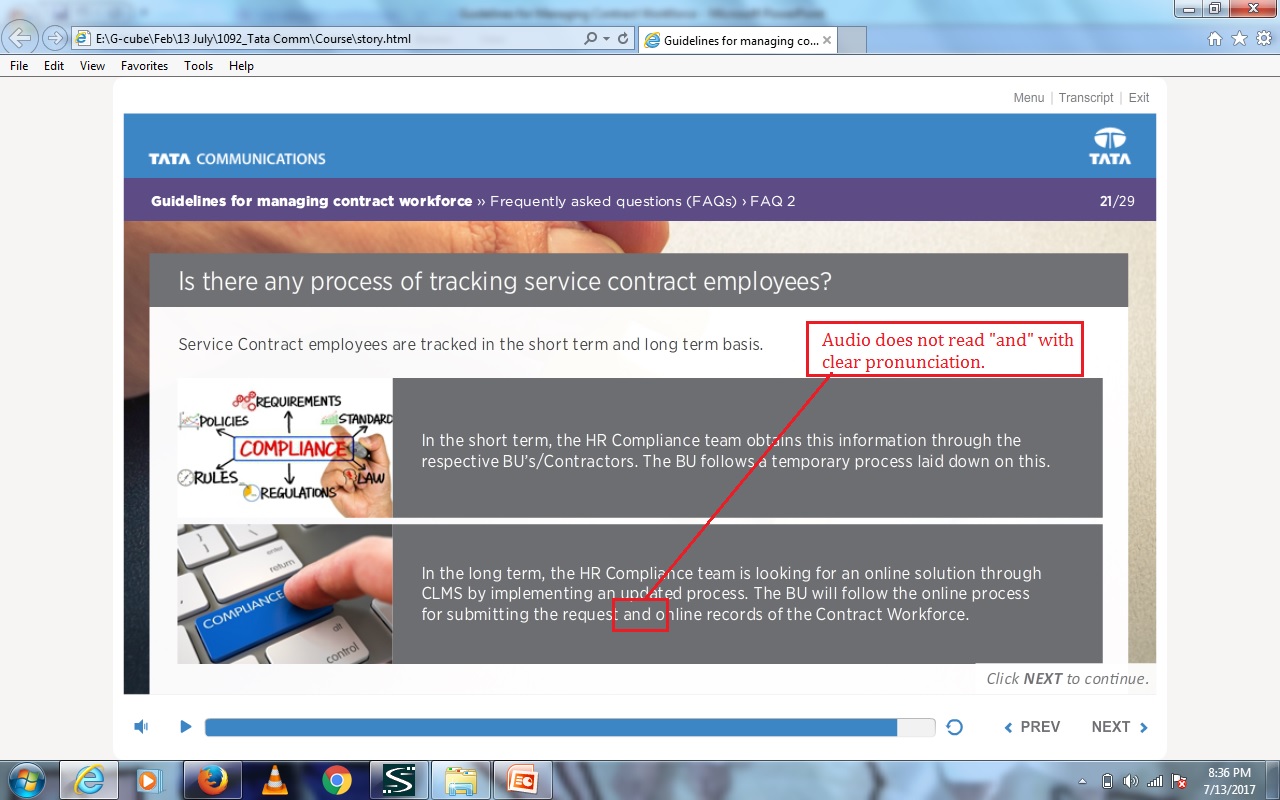 Guidelines for Managing Contract Workforce - Microsoft PowerPoint
E:\G-cube\Feb\13 July\1092_Tata Comm\Course\story.html
Guidelines for managing co...
File Edit View Favorites Tools Help
Menu | Transcript | Exit
TATA COMMUNICATIONS
TATA
Guidelines for managing contract workforce ›› Frequently asked questions (FAQs) › FAQ 2
21/29
Is there any process of tracking service contract employees?
Service Contract employees are tracked in the short term and long term basis.
Audio does not read "and" with
clear pronunciation.
REQUIREMENTS
POLICIES
STANDARD
COMPLIANCE
RULES
LAW
REGULATIONS
In the short term, the HR Compliance team obtains this information through the
respective BU's/Contractors. The BU follows a temporary process laid down on this.
enter
return
COMPLIANCE
alt
control
In the long term, the HR Compliance team is looking for an online solution through
CLMS by implementing an updated process. The BU will follow the online process
for submitting the request and online records of the Contract Workforce.
Click NEXT to continue.
PREV
NEXT
8:36 PM
7/13/2017